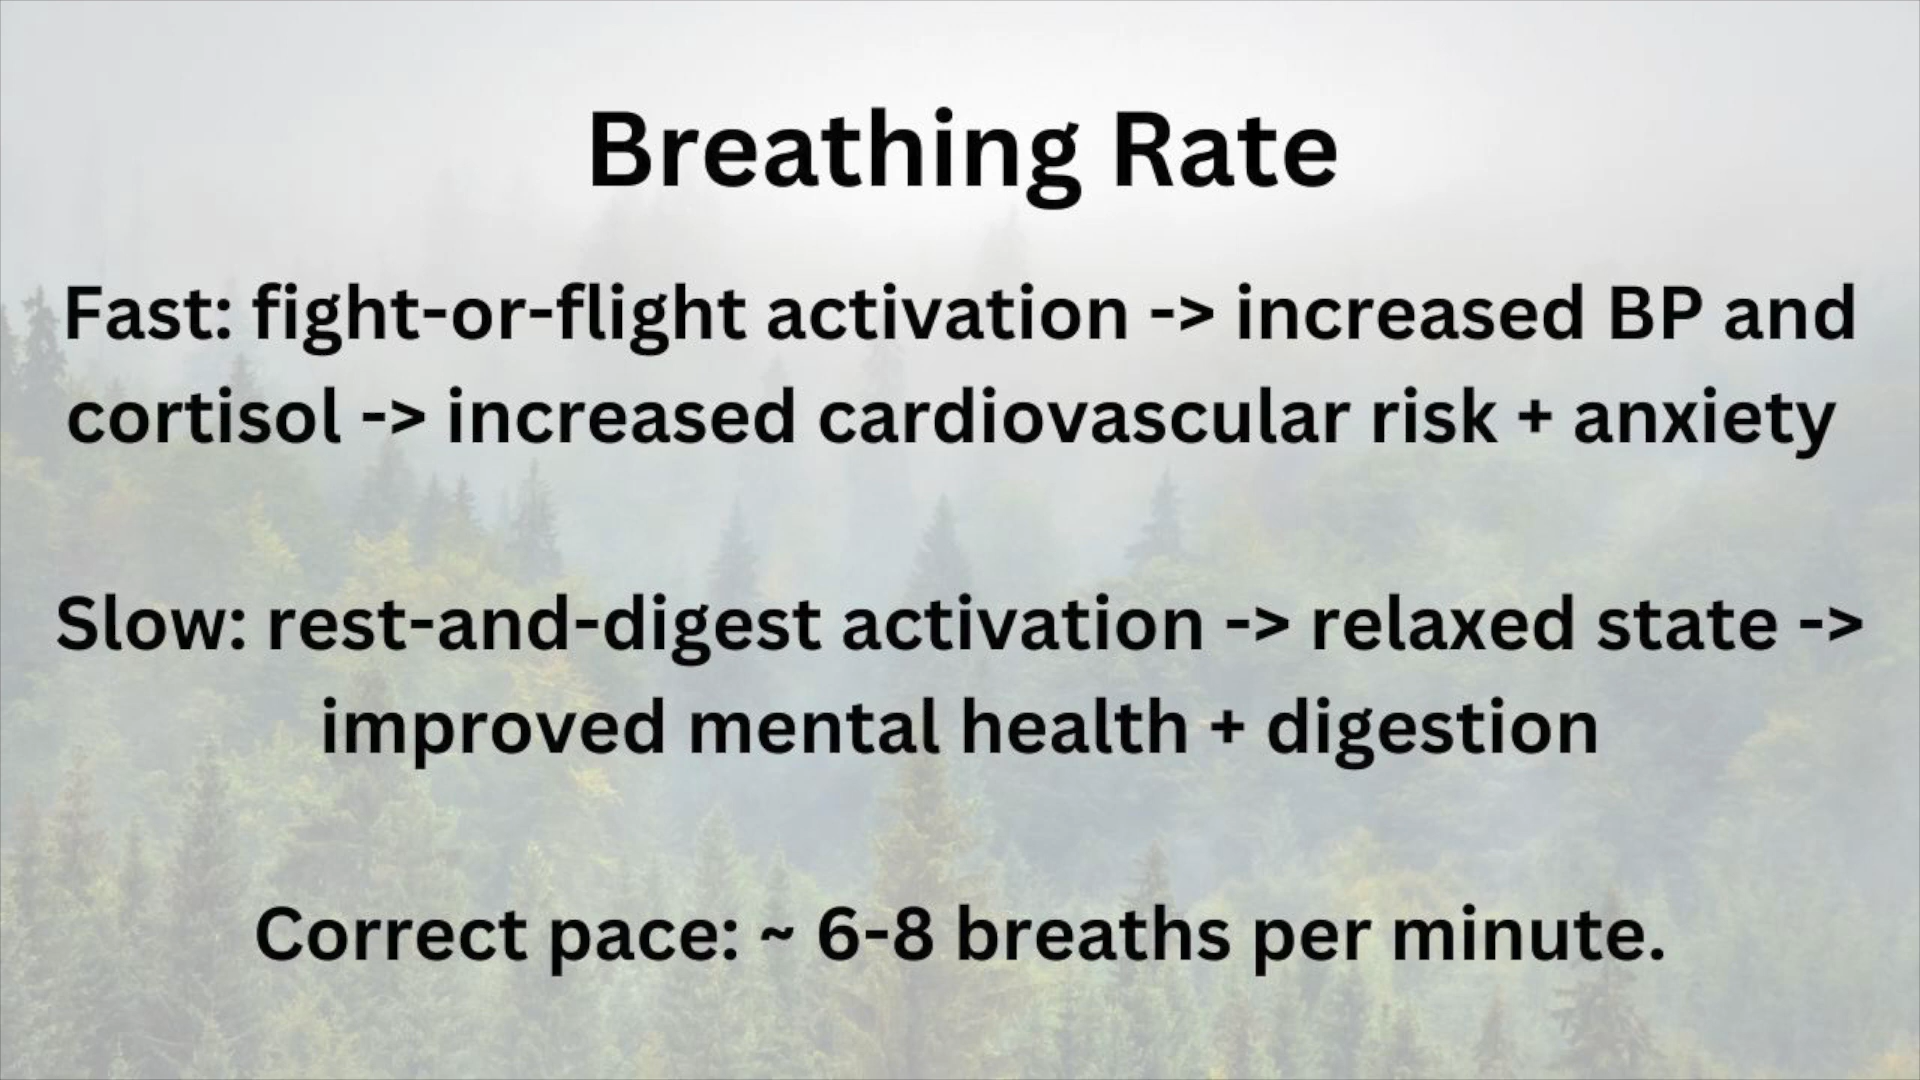 Breathing Rate
Fast: fight-or-flight activation -> increased BP and
cortisol -> increased cardiovascular risk + anxiety
Slow: rest-and-digest activation -> relaxed state ->
improved mental health + digestion
Correct pace: ~ 6-8 breaths per minute.